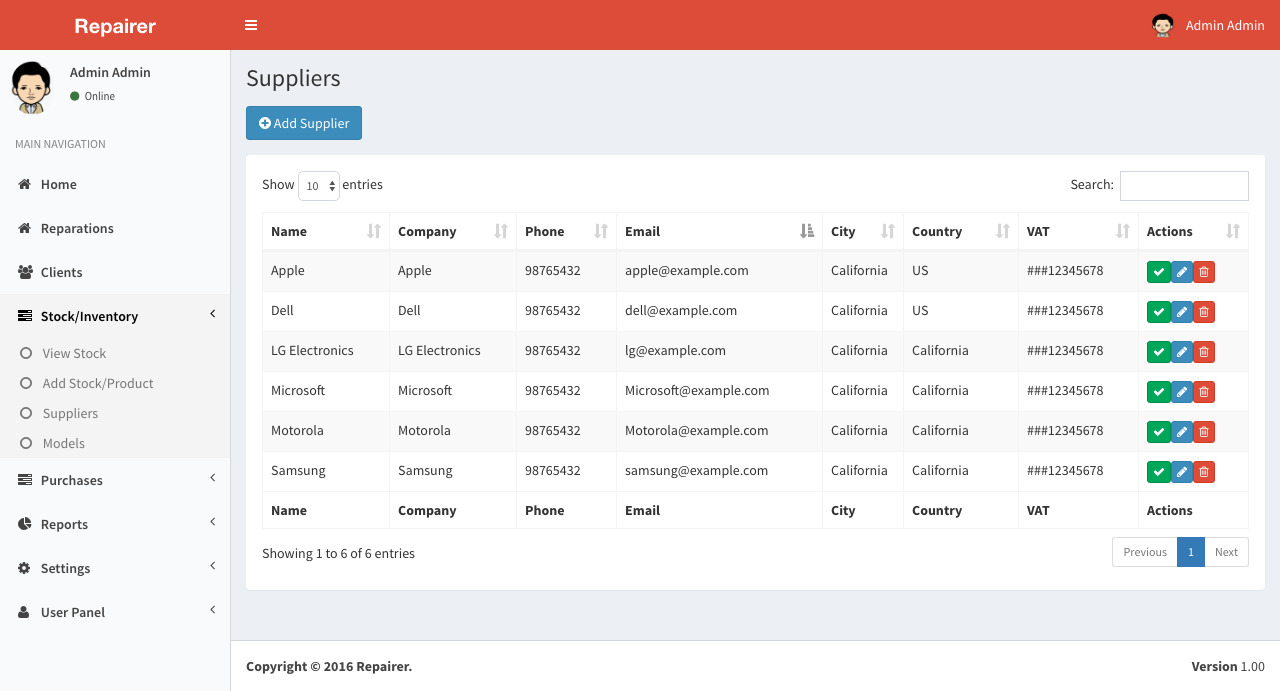 Repairer
Admin Admin
Admin Admin
Online
MAIN NAVIGATION
Home
Reparations
Clients
Stock/Inventory
View Stock
Add Stock/Product
Suppliers
Models
Purchases
Reports
Settings
User Panel
Suppliers
Add Supplier
Show 10 entries Search:
Name Company Phone Email City Country VAT Actions
Apple Apple 98765432 apple@example.com California US ###12345678
Dell Dell 98765432 dell@example.com California US ###12345678
LG Electronics LG Electronics 98765432 lg@example.com California California ###12345678
Microsoft Microsoft 98765432 Microsoft@example.com California California ###12345678
Motorola Motorola 98765432 Motorola@example.com California California ###12345678
Samsung Samsung 98765432 samsung@example.com California California ###12345678
Name Company Phone Email City Country VAT Actions
Showing 1 to 6 of 6 entries Previous 1 Next
Copyright © 2016 Repairer. Version 1.00